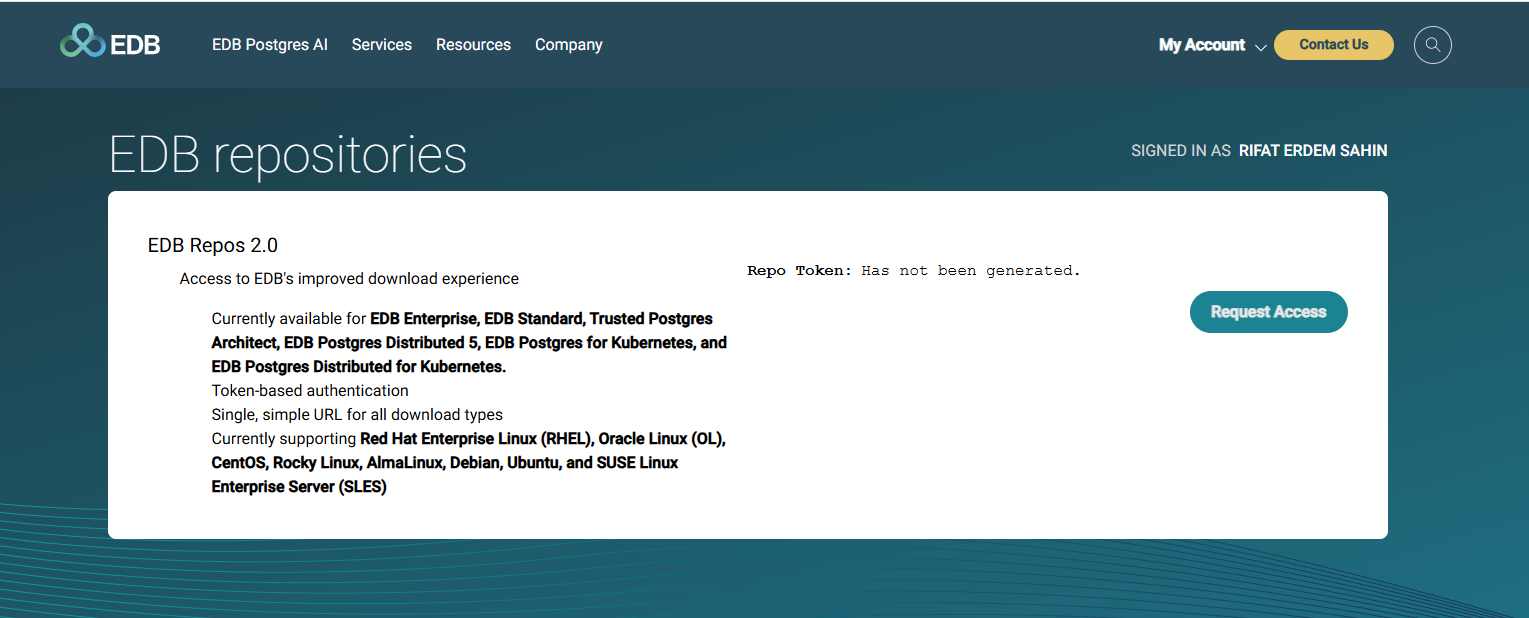 EDB
EDB Postgres AI
Services
Resources
Company
My Account
Contact Us
EDB repositories
SIGNED IN AS RIFAT ERDEM SAHIN
EDB Repos 2.0
Access to EDB's improved download experience
Currently available for EDB Enterprise, EDB Standard, Trusted Postgres
Architect, EDB Postgres Distributed 5, EDB Postgres for Kubernetes, and
EDB Postgres Distributed for Kubernetes.
Token-based authentication
Single, simple URL for all download types
Currently supporting Red Hat Enterprise Linux (RHEL), Oracle Linux (OL),
CentOS, Rocky Linux, AlmaLinux, Debian, Ubuntu, and SUSE Linux
Enterprise Server (SLES)
Repo Token: Has not been generated.
Request Access